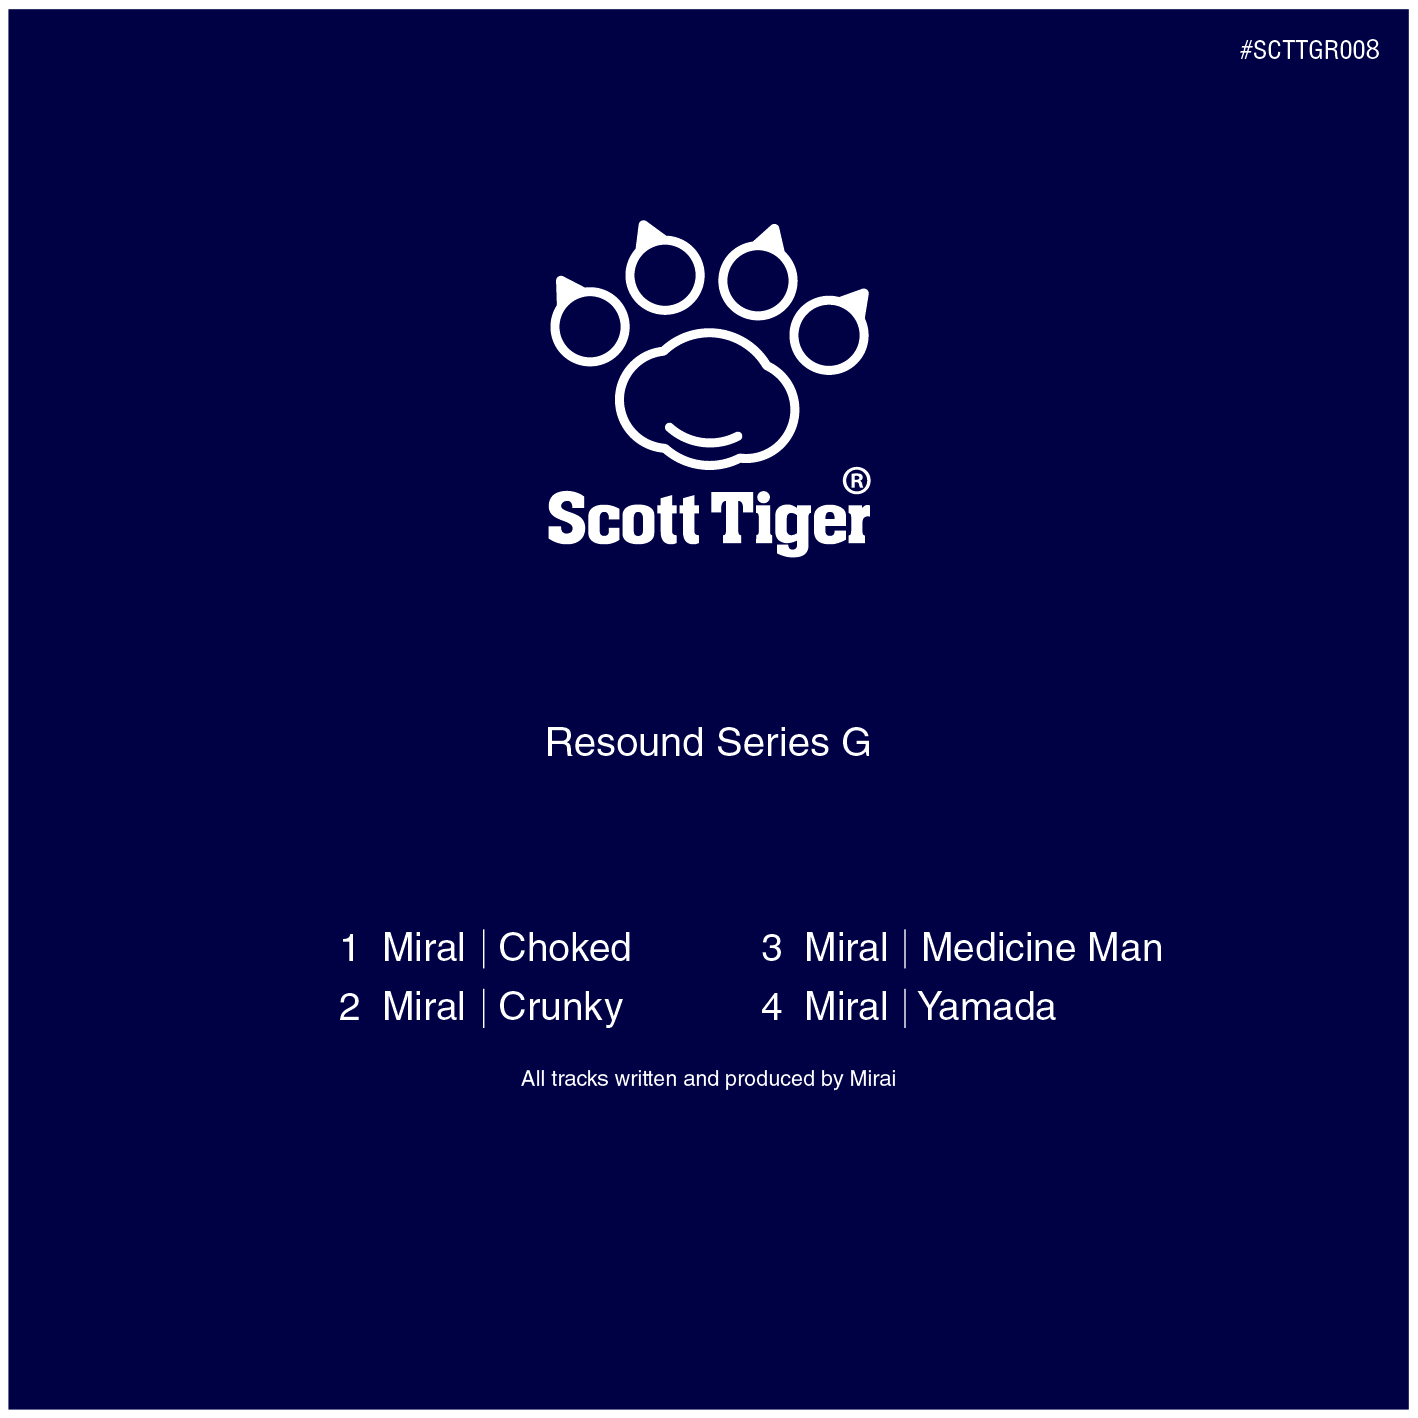 #SCTTGR008
®
Scott Tiger
Resound Series G
1 Miral | Choked
2 Miral | Crunky
3 Miral | Medicine Man
4 Miral | Yamada
All tracks written and produced by Mirai